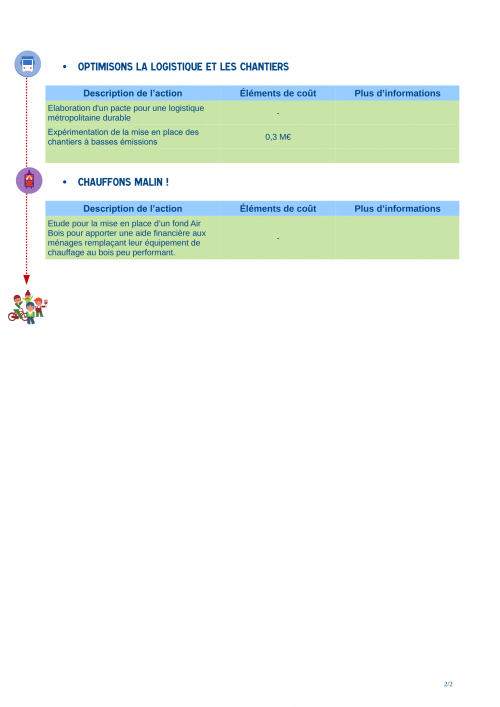 • OPTIMISONS LA LOGISTIQUE ET LES CHANTIERS
Description de l'action Éléments de coût Plus d'informations
Elaboration d'un pacte pour une logistique
métropolitaine durable
-
Expérimentation de la mise en place des
chantiers à basses émissions
0,3 M€
• CHAUFFONS MALIN !
Description de l'action Éléments de coût Plus d'informations
Etude pour la mise en place d'un fond Air
Bois pour apporter une aide financière aux
ménages remplaçant leur équipement de
chauffage au bois peu performant.
-
2/2